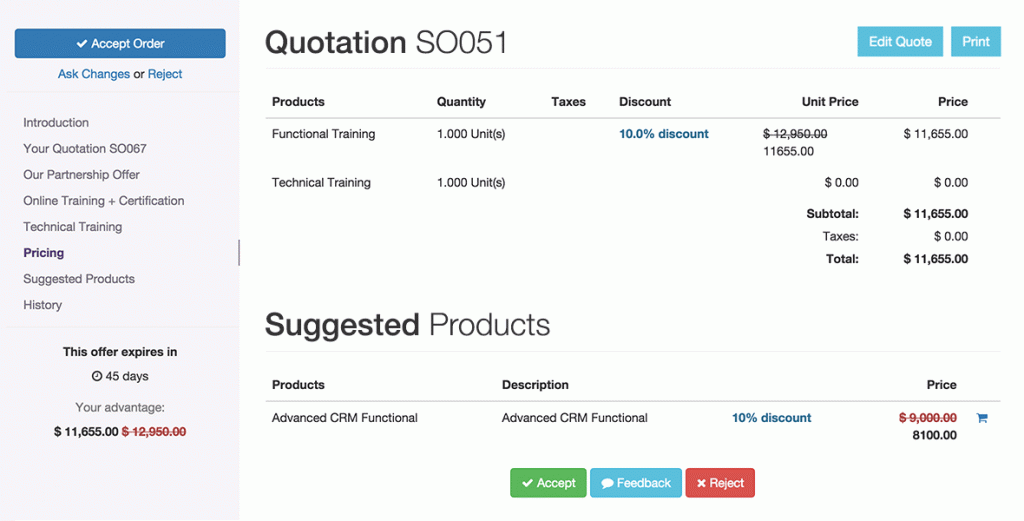 Accept Order
Ask Changes or Reject
Introduction
Your Quotation SO067
Our Partnership Offer
Online Training + Certification
Technical Training
Pricing
Suggested Products
History
This offer expires in
45 days
Your advantage:
$ 11,655.00 $ 12,950.00
Quotation SO051
Edit Quote Print
Products Quantity Taxes Discount Unit Price Price
Functional Training 1.000 Unit(s) 10.0% discount $ 12,950.00 $ 11,655.00
11655.00
Technical Training 1.000 Unit(s) $ 0.00 $ 0.00
Subtotal: $ 11,655.00
Taxes: $ 0.00
Total: $ 11,655.00
Suggested Products
Products Description Price
Advanced CRM Functional Advanced CRM Functional 10% discount $ 9,000.00
8100.00
Accept Feedback Reject